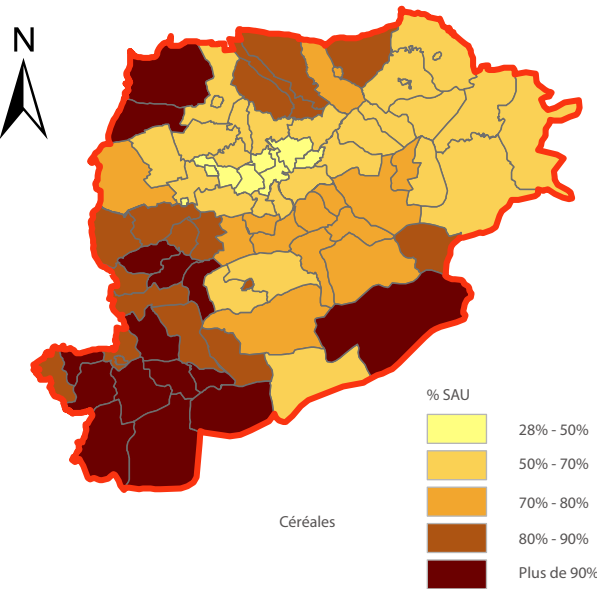 N
% SAU
28% - 50%
50% - 70%
70% - 80%
80% - 90%
Plus de 90%
Céréales